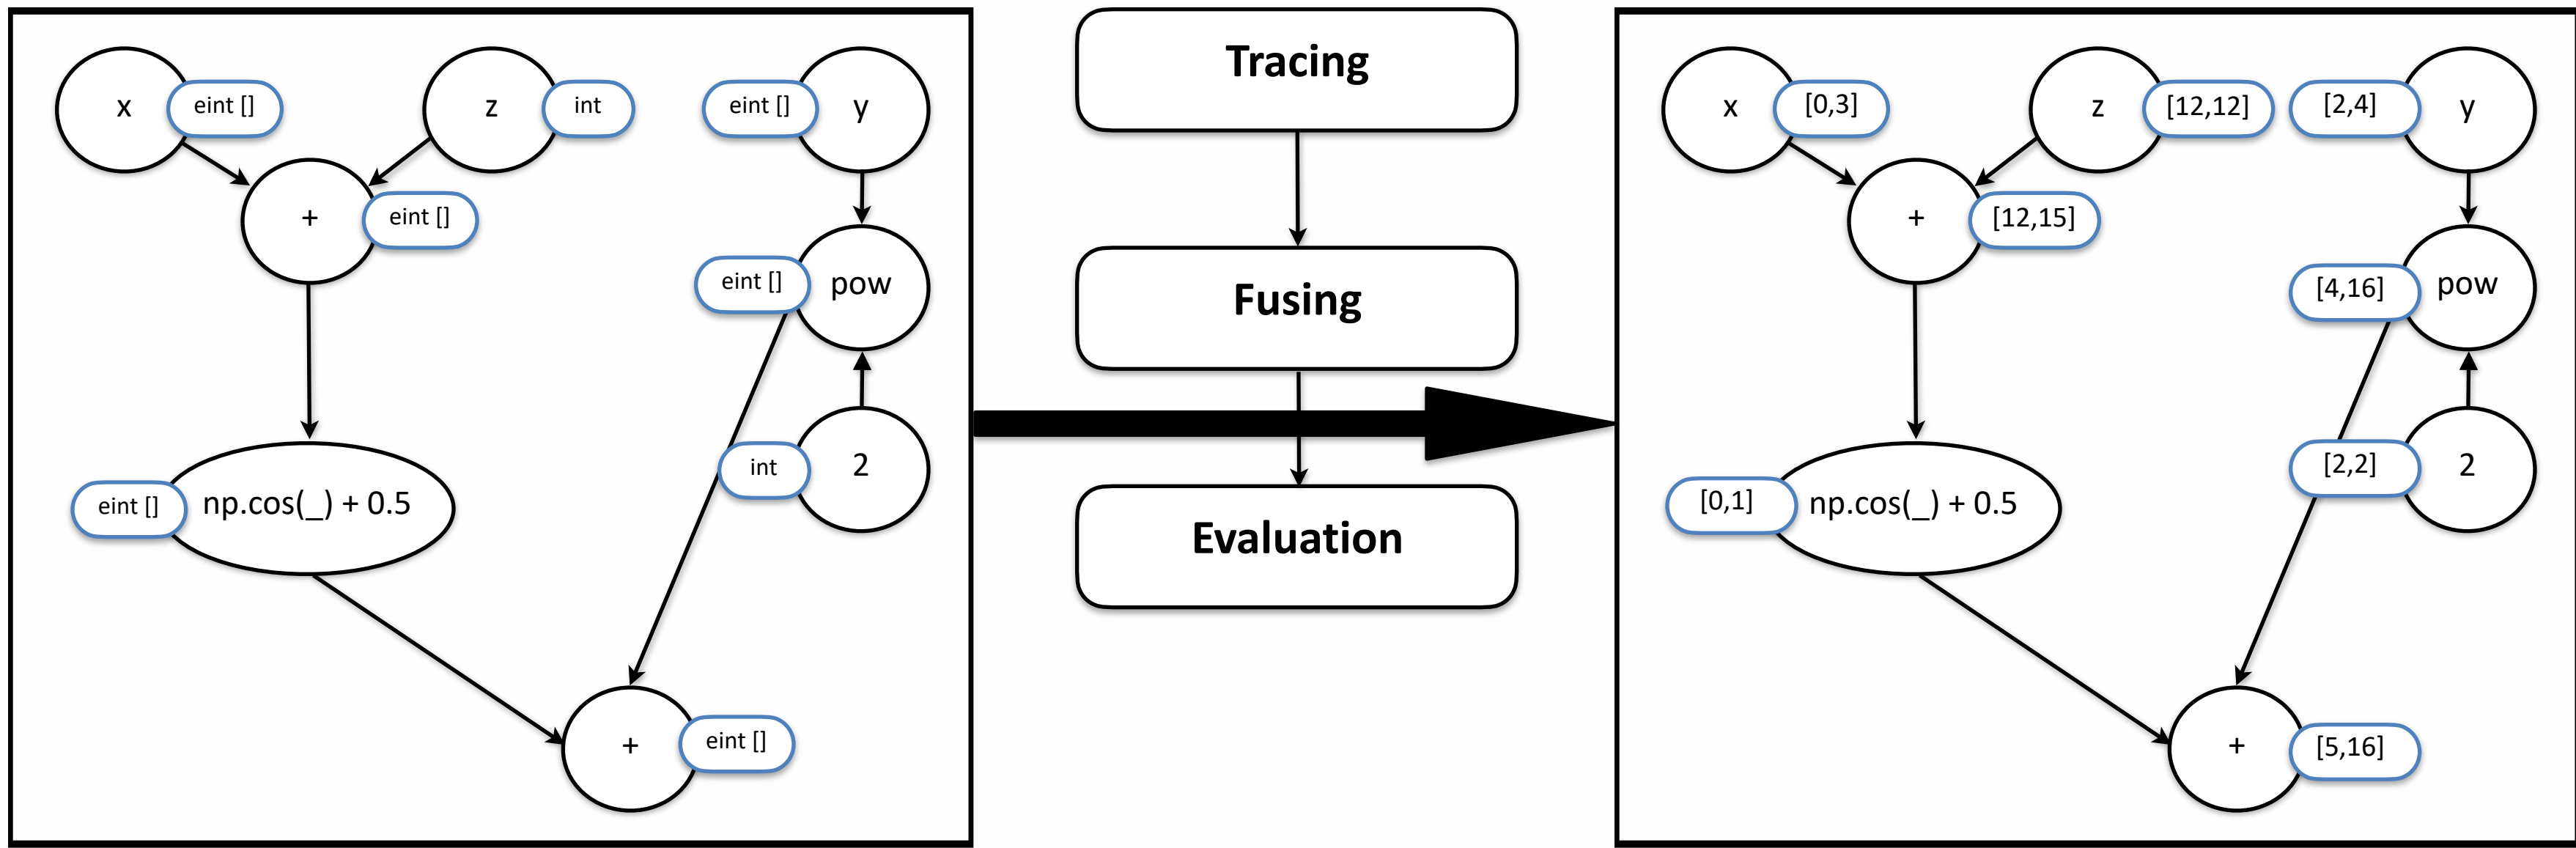 x
eint []
z
int
eint []
y
+
eint []
eint []
pow
int
2
eint []
np.cos(_) + 0.5
+
eint []
Tracing
Fusing
Evaluation
x
[0,3]
z
[12,12]
[2,4]
y
+
[12,15]
[4,16]
pow
[2,2]
2
[0,1]
np.cos(_) + 0.5
+
[5,16]